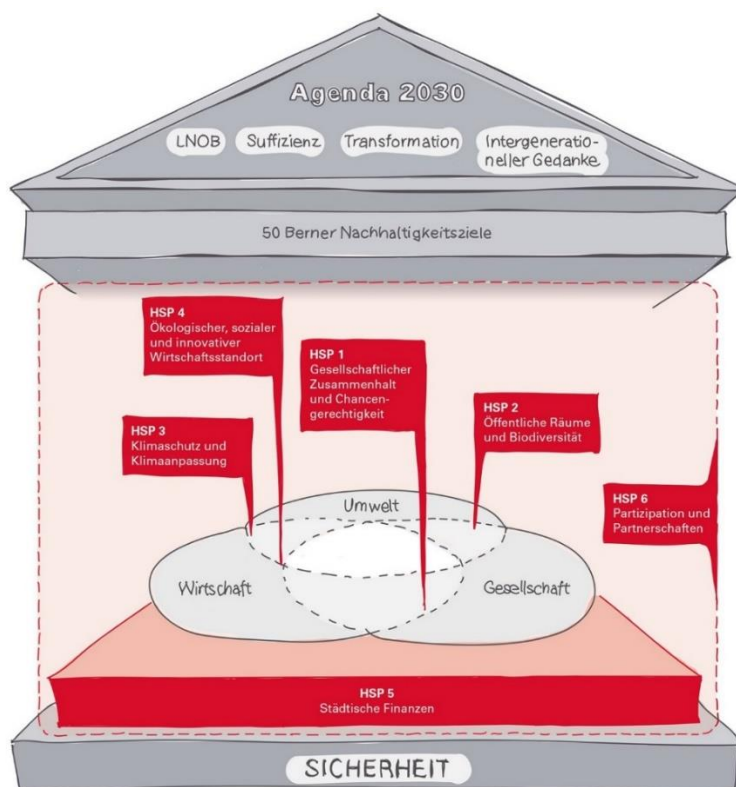 Agenda 2030
LNOB
Suffizienz
Transformation
Intergeneratio-
neller Gedanke
50 Berner Nachhaltigkeitsziele
HSP 4
Ökologischer, sozialer
und innovativer
Wirtschaftsstandort
HSP 1
Gesellschaftlicher
Zusammenhalt
und Chancen-
gerechtigkeit
HSP 2
Öffentliche Räume
und Biodiversität
HSP 3
Klimaschutz und
Klimaanpassung
HSP 6
Partizipation und
Partnerschaften
Umwelt
Wirtschaft
Gesellschaft
HSP 5
Städtische Finanzen
SICHERHEIT